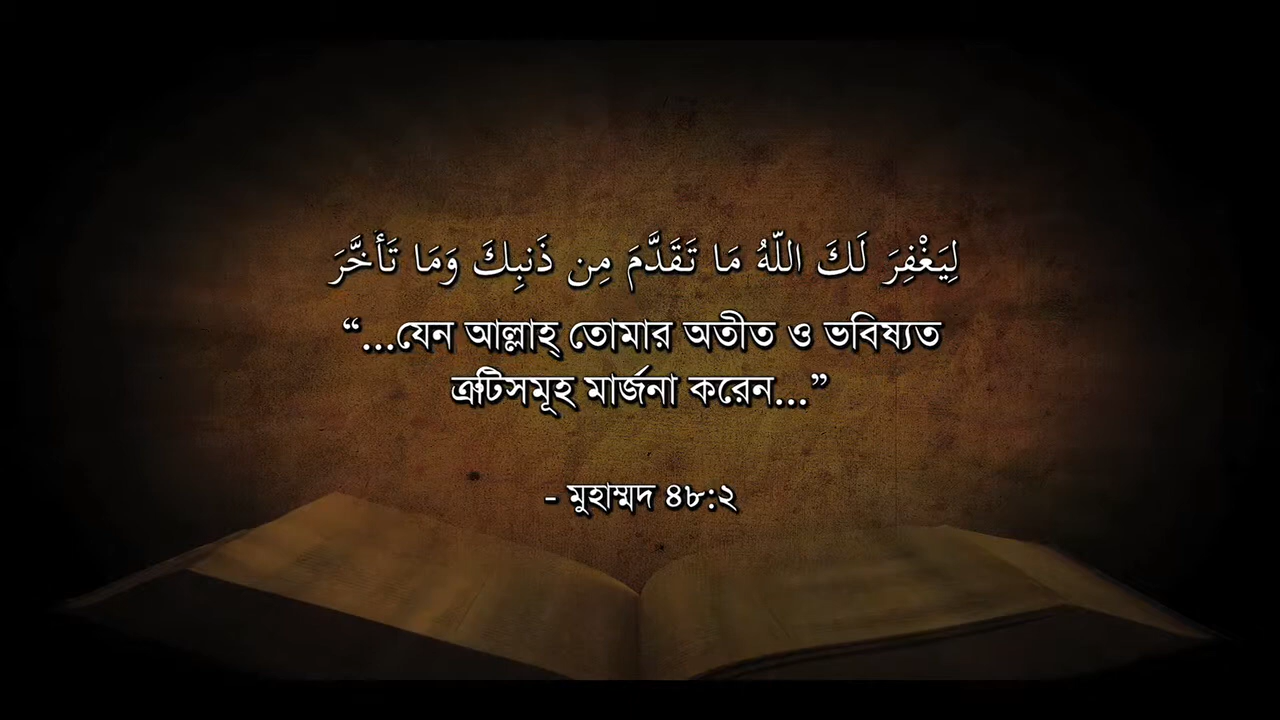 لِيَغْفِرَ لَكَ اللّهُ مَا تَقَدَّمَ مِن ذَنبِكَ وَمَا تَأَخَّرَ
“...যেন আল্লাহ্ তোমার অতীত ও ভবিষ্যত
ত্রুটিসমূহ মার্জনা করেন...”
- মুহাম্মদ ৪৮:২